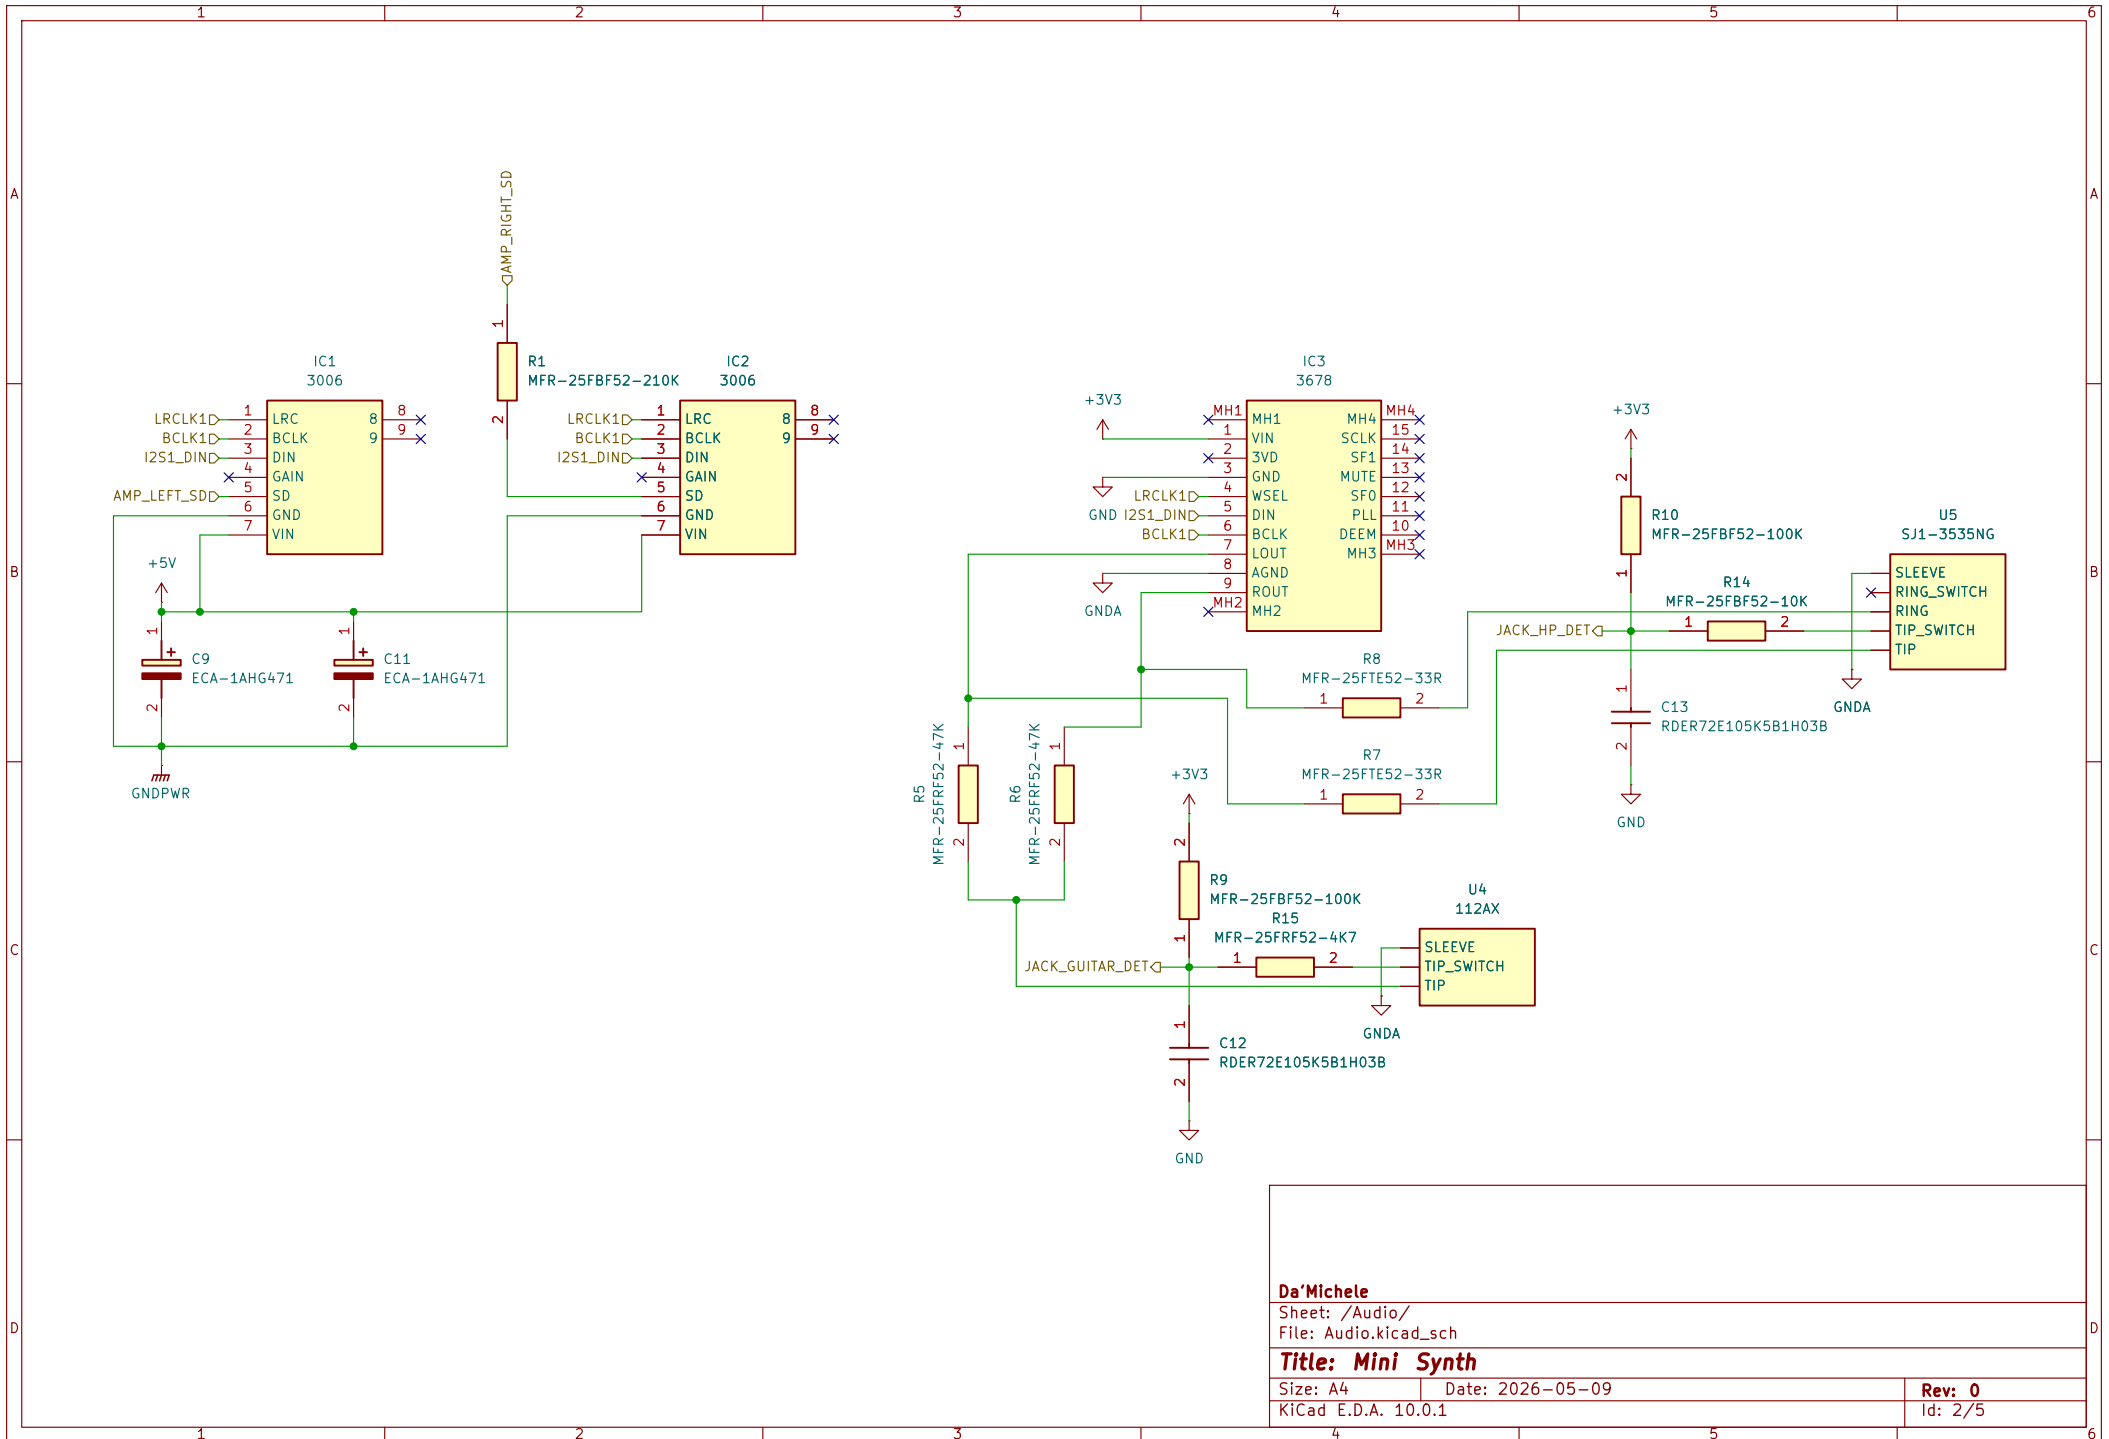 1 2 3 4 5 6
A A
B B
C C
D D
1 2 3 4 5 6
AMP_RIGHT_SD
1
R1
MFR-25FBF52-210K
2
IC1
3006
LRCLK1 1 LRC 8 8
BCLK1 2 BCLK 9 9
I2S1_DIN 3 DIN
4 GAIN
AMP_LEFT_SD 5 SD
6 GND
7 VIN
IC2
3006
LRCLK1 1 LRC 8 8
BCLK1 2 BCLK 9 9
I2S1_DIN 3 DIN
4 GAIN
5 SD
6 GND
7 VIN
+5V
1 + C9
ECA-1AHG471
2
1 + C11
ECA-1AHG471
2
GNDPWR
IC3
3678
+3V3
MH1 MH1 MH4 MH4
1 VIN SCLK 15
2 3VD SF1 14
3 GND MUTE 13
LRCLK1 4 WSEL SF0 12
GND I2S1_DIN 5 DIN PLL 11
BCLK1 6 BCLK DEEM 10
7 LOUT MH3 MH3
8 AGND
9 ROUT
MH2 MH2
GNDA
+3V3
2
R10
MFR-25FBF52-100K
1
R14
MFR-25FBF52-10K
JACK_HP_DET 1 2
U5
SJ1-3535NG
SLEEVE
RING_SWITCH
RING
TIP_SWITCH
TIP
GNDA
1
C13
RDER72E105K5B1H03B
2
GND
R8
MFR-25FTE52-33R
1 2
R7
MFR-25FTE52-33R
1 2
R5
MFR-25FRF52-47K
1
2
R6
MFR-25FRF52-47K
1
2
+3V3
2
R9
MFR-25FBF52-100K
1
R15
MFR-25FRF52-4K7
JACK_GUITAR_DET 1 2
U4
112AX
SLEEVE
TIP_SWITCH
TIP
GNDA
1
C12
RDER72E105K5B1H03B
2
GND
Da'Michele
Sheet: /Audio/
File: Audio.kicad_sch
Title: Mini Synth
Size: A4 Date: 2026-05-09 Rev: 0
KiCad E.D.A. 10.0.1 Id: 2/5